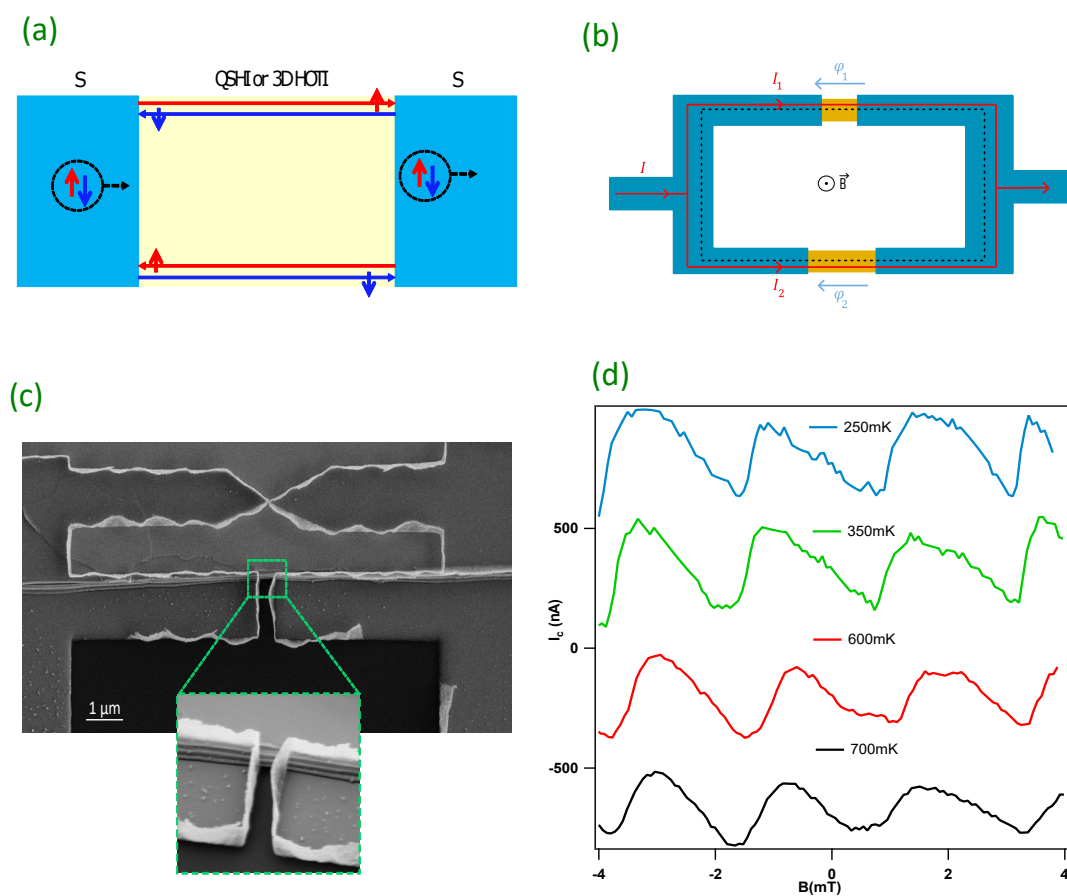 (a)
S QSHI or 3D HOTI S
(b)
φ1
I1
I
B
I2
φ2
(c)
1 μm
(d)
250mK
350mK
600mK
700mK
Ic (nA)
500
0
-500
-4 -2 0 2 4
B(mT)